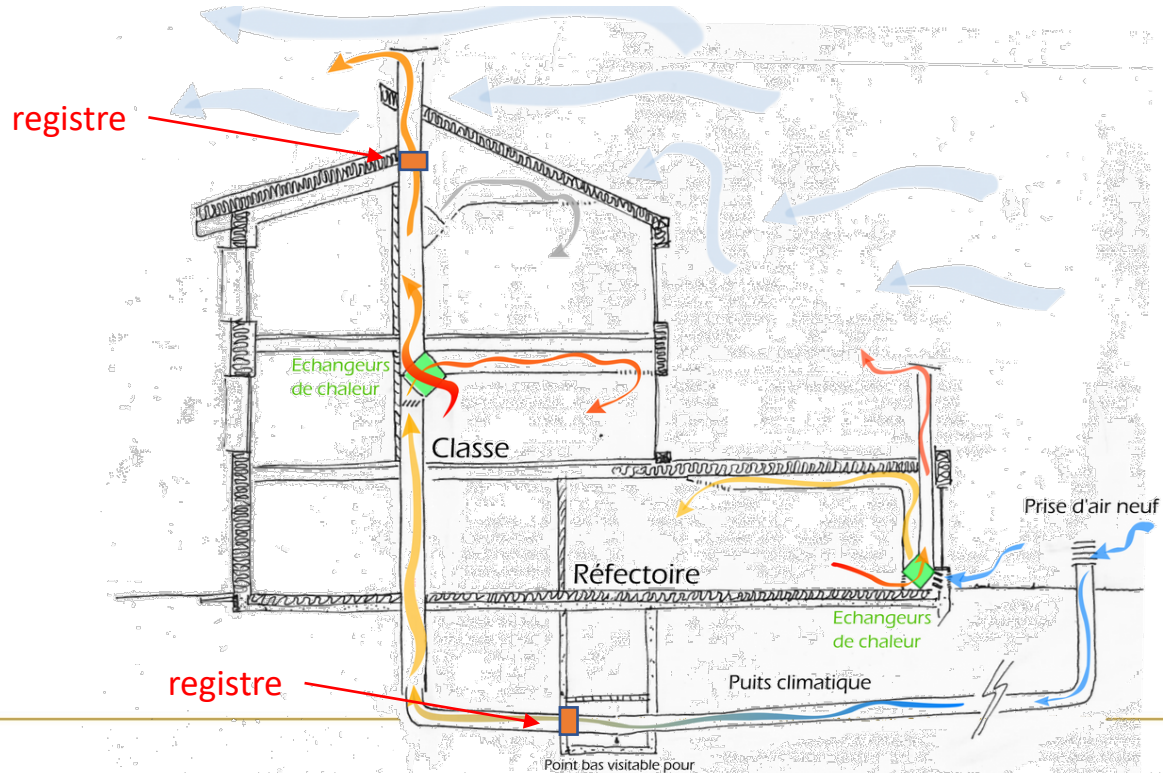 registre
Echangeurs
de chaleur
Classe
Prise d'air neuf
Réfectoire
Echangeurs
de chaleur
registre
Puits climatique
Point bas visitable pour